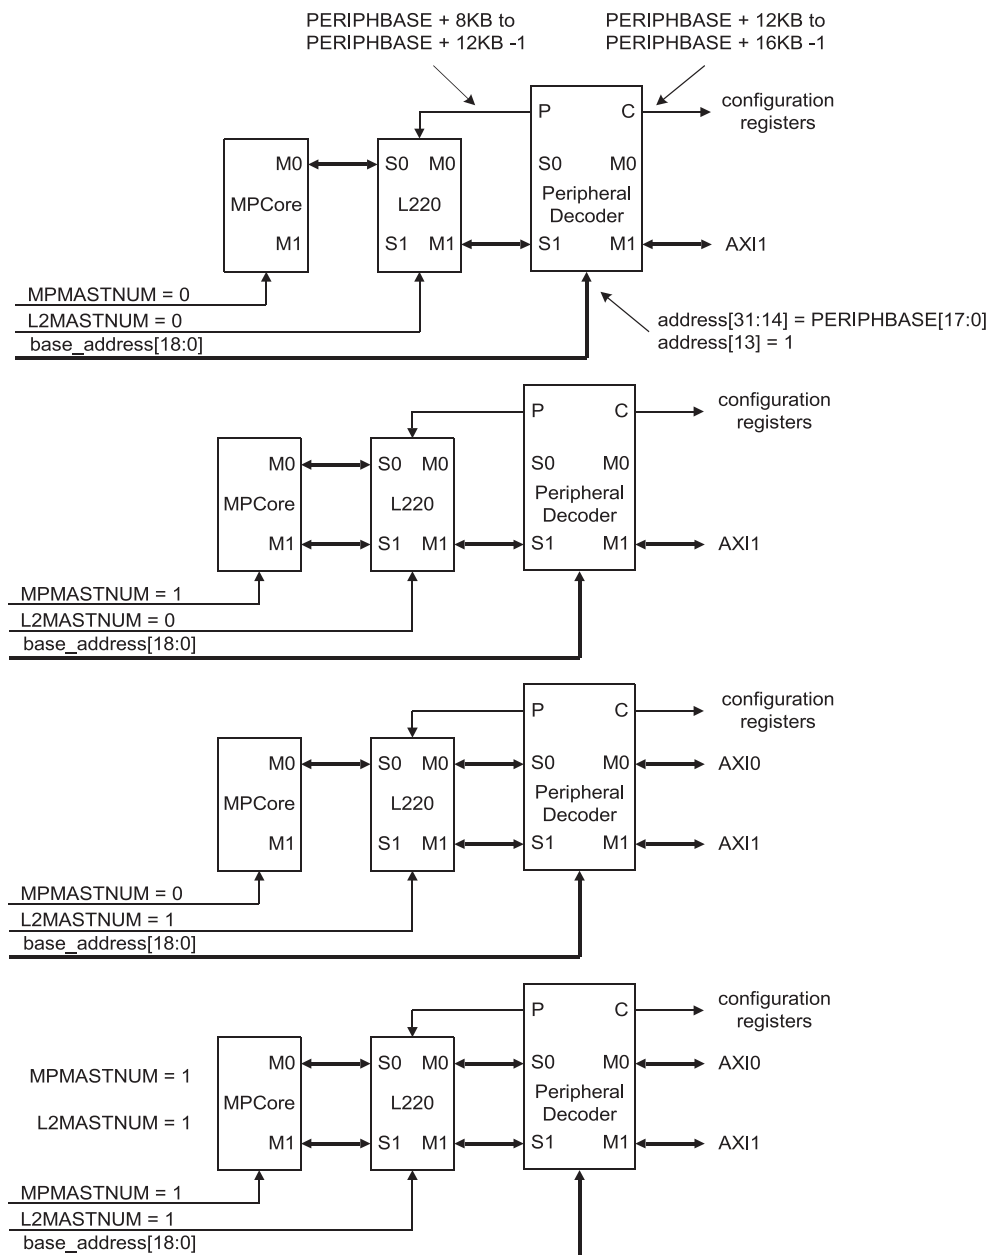 PERIPHBASE + 8KB to
PERIPHBASE + 12KB -1
PERIPHBASE + 12KB to
PERIPHBASE + 16KB -1
P
C
configuration
registers
M0
S0
M0
S0
M0
MPCore
L220
Peripheral
Decoder
M1
S1
M1
S1
M1
AXI1
MPMASTNUM = 0
L2MASTNUM = 0
base_address[18:0]
address[31:14] = PERIPHBASE[17:0]
address[13] = 1
P
C
configuration
registers
M0
S0
M0
S0
M0
MPCore
L220
Peripheral
Decoder
M1
S1
M1
S1
M1
AXI1
MPMASTNUM = 1
L2MASTNUM = 0
base_address[18:0]
P
C
configuration
registers
M0
S0
M0
S0
M0
AXI0
MPCore
L220
Peripheral
Decoder
M1
S1
M1
S1
M1
AXI1
MPMASTNUM = 0
L2MASTNUM = 1
base_address[18:0]
P
C
configuration
registers
M0
S0
M0
S0
M0
AXI0
MPMASTNUM = 1
MPCore
L220
Peripheral
Decoder
L2MASTNUM = 1
M1
S1
M1
S1
M1
AXI1
MPMASTNUM = 1
L2MASTNUM = 1
base_address[18:0]